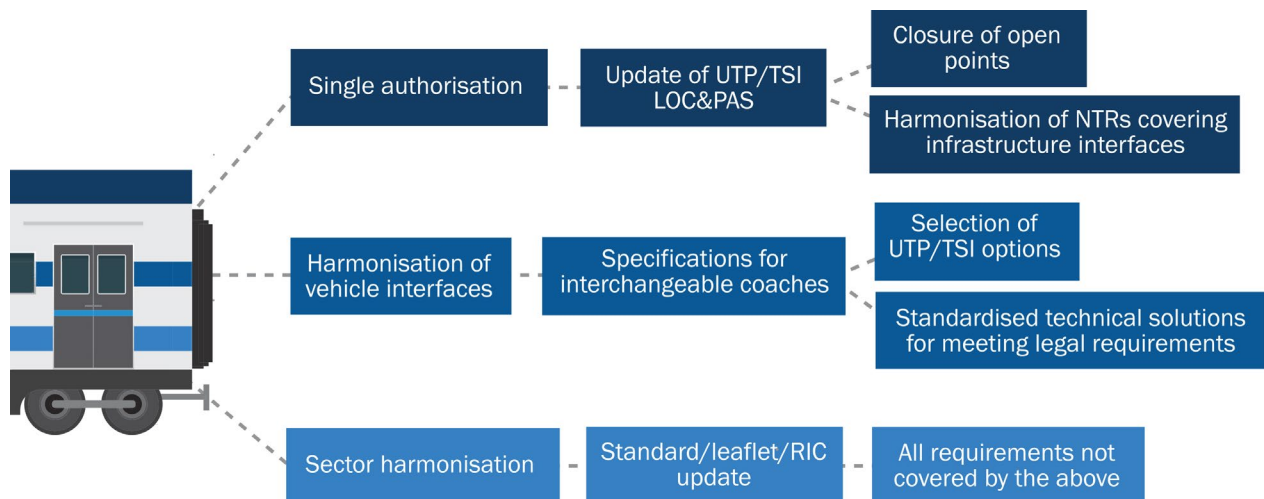 Single authorisation
Update of UTP/TSI
LOC&PAS
Closure of open
points
Harmonisation of NTRs covering
infrastructure interfaces
Harmonisation of
vehicle interfaces
Specifications for
interchangeable coaches
Selection of
UTP/TSI options
Standardised technical solutions
for meeting legal requirements
Sector harmonisation
Standard/leaflet/RIC
update
All requirements not
covered by the above